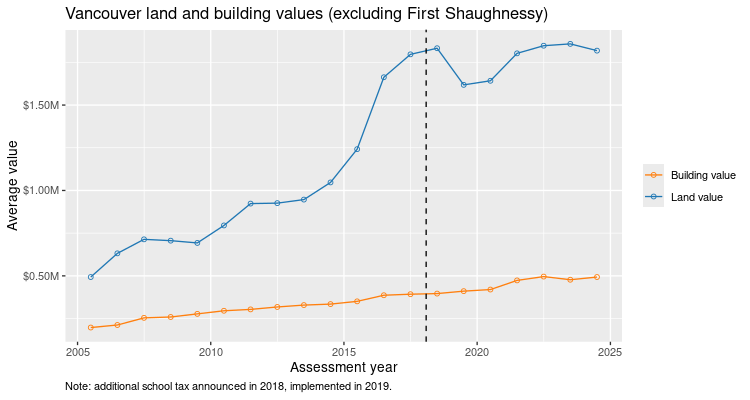 Vancouver land and building values (excluding First Shaughnessy)
$1.50M
$1.00M
$0.50M
Average value
2005
2010
2015
2020
2025
Assessment year
Building value
Land value
Note: additional school tax announced in 2018, implemented in 2019.